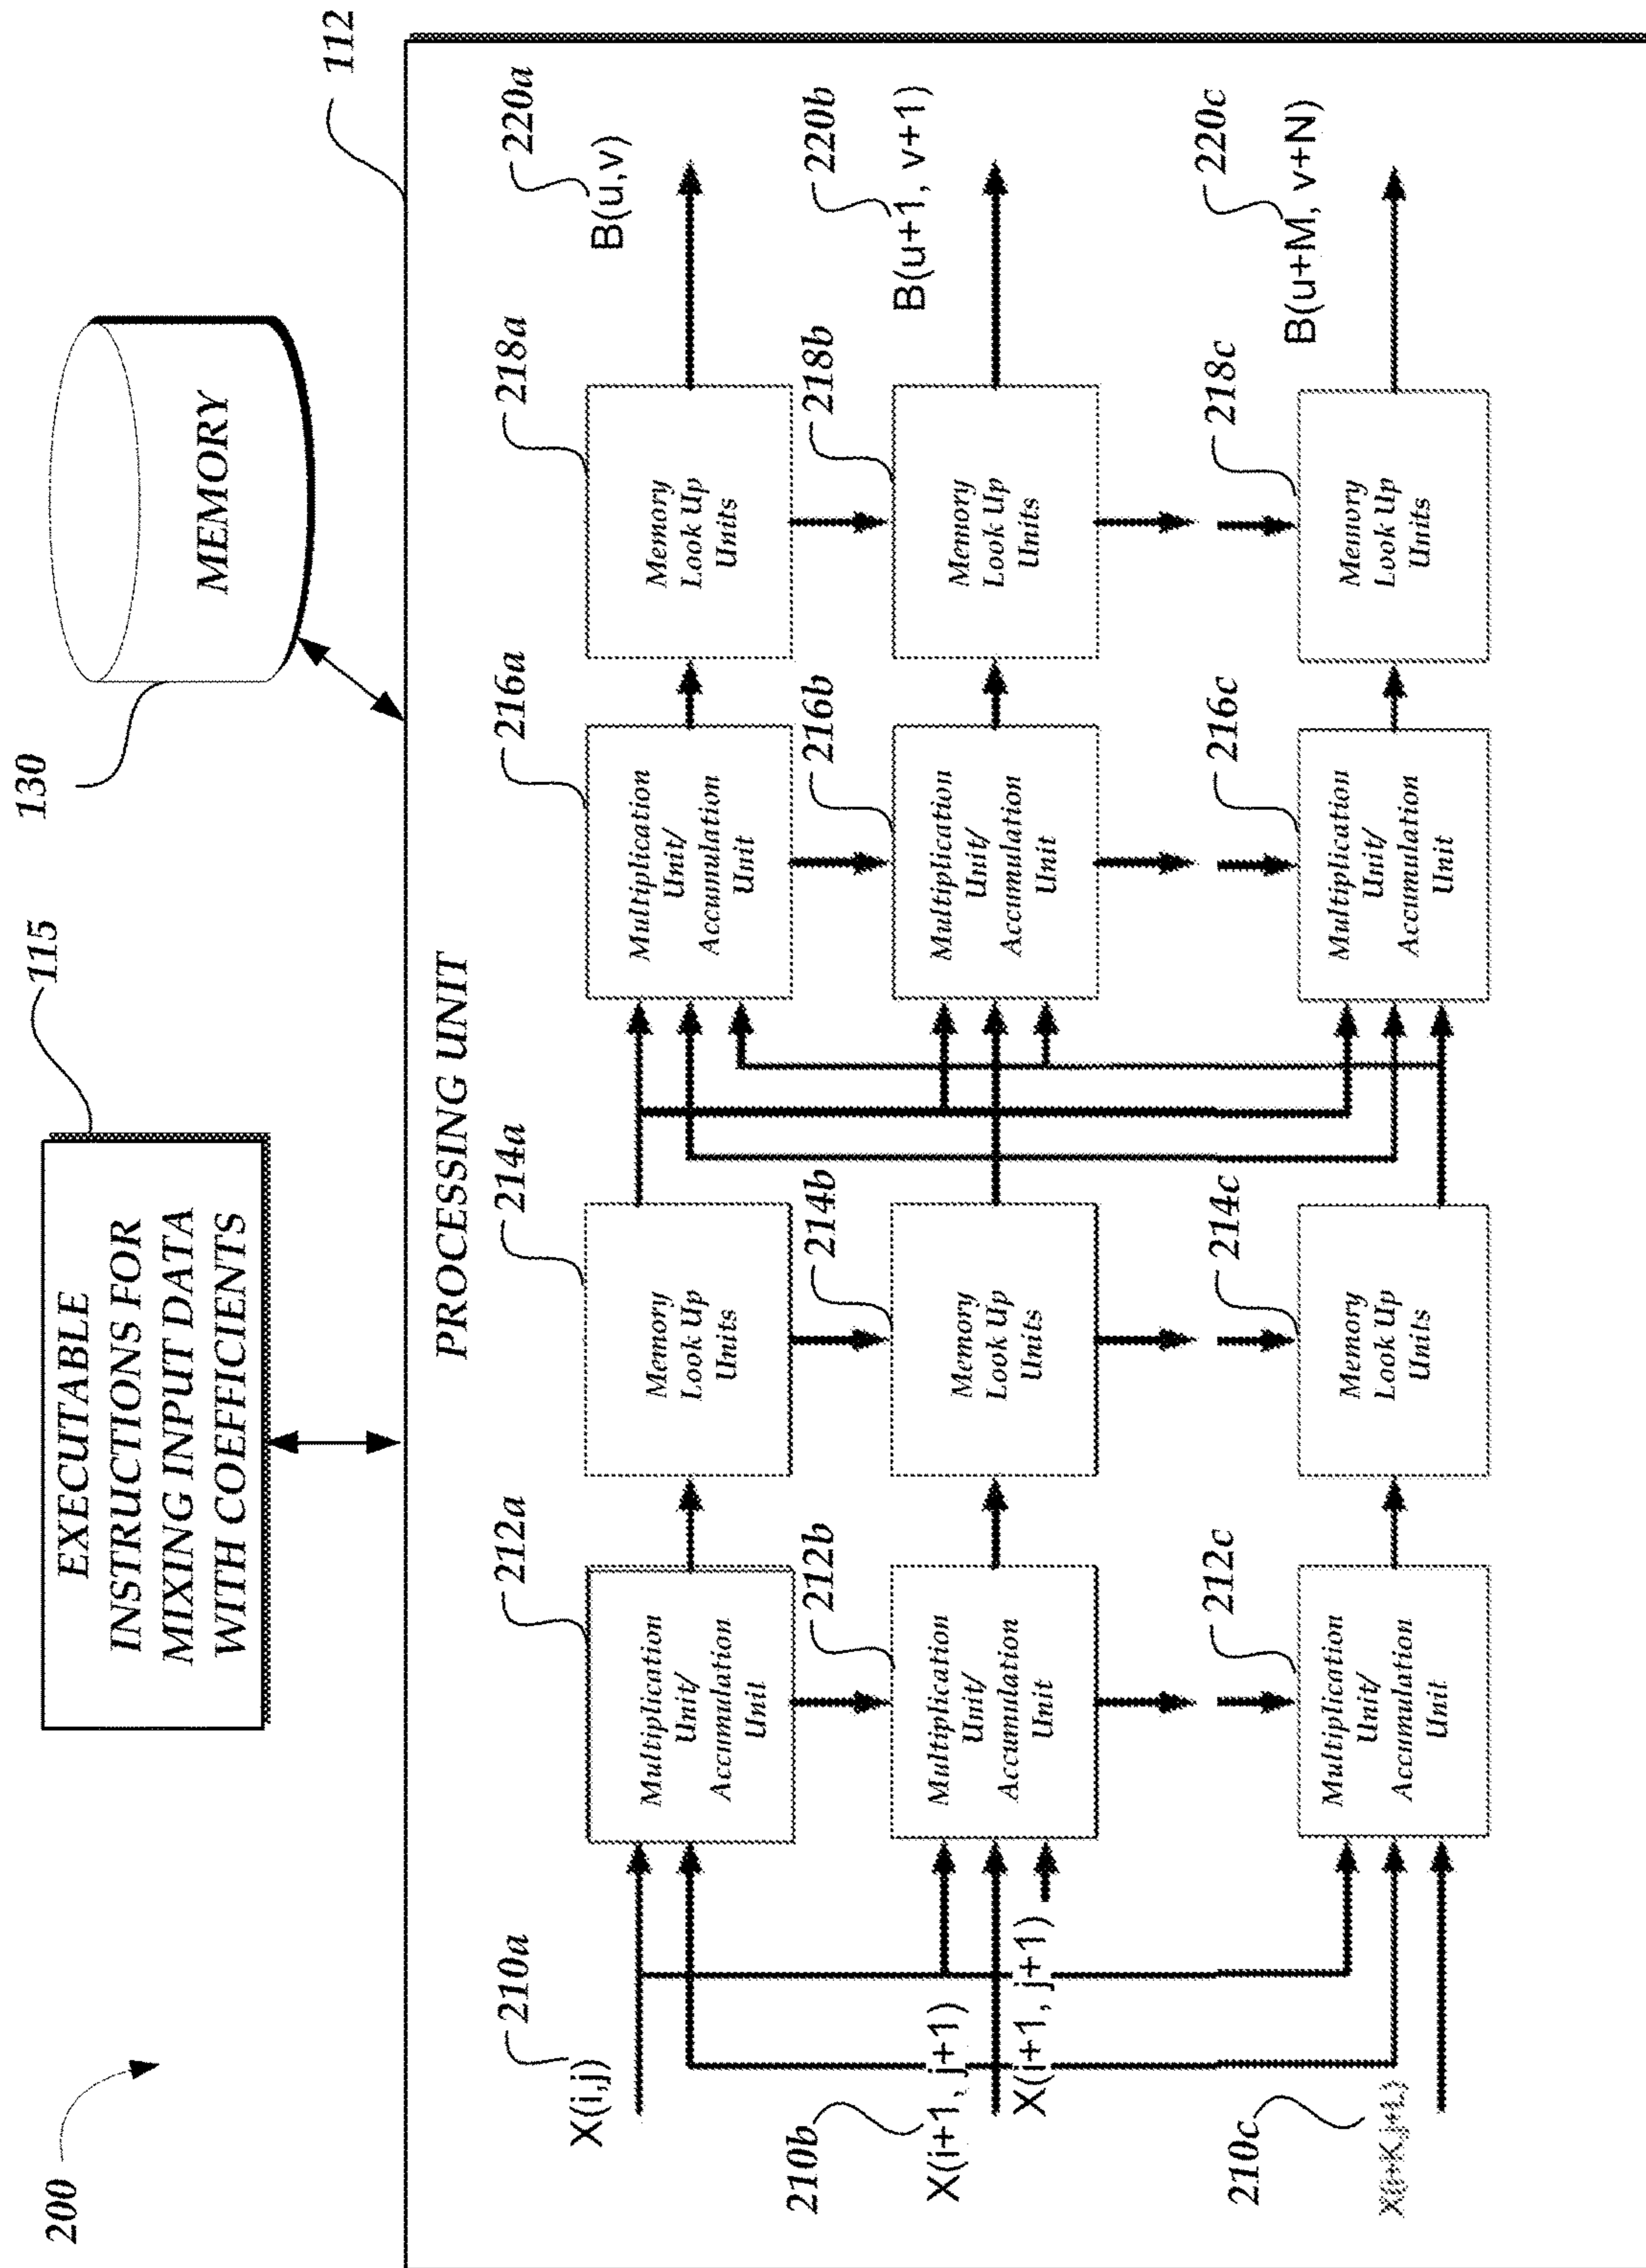 200
EXECUTABLE
INSTRUCTIONS FOR
MIXING INPUT DATA
WITH COEFFICIENTS
115
130
MEMORY
112
PROCESSING UNIT
210a
X(i,j)
212a
Multiplication
Unit/
Accumulation
Unit
214a
Memory
Look Up
Units
216a
Multiplication
Unit/
Accumulation
Unit
218a
Memory
Look Up
Units
220a
B(u,v)
210b
X(i+1, j+1)
X(i+1, j+1)
212b
Multiplication
Unit/
Accumulation
Unit
214b
Memory
Look Up
Units
216b
Multiplication
Unit/
Accumulation
Unit
218b
Memory
Look Up
Units
220b
B(u+1, v+1)
210c
X(i+K,j+L)
212c
Multiplication
Unit/
Accumulation
Unit
214c
Memory
Look Up
Units
216c
Multiplication
Unit/
Accumulation
Unit
218c
Memory
Look Up
Units
220c
B(u+M, v+N)